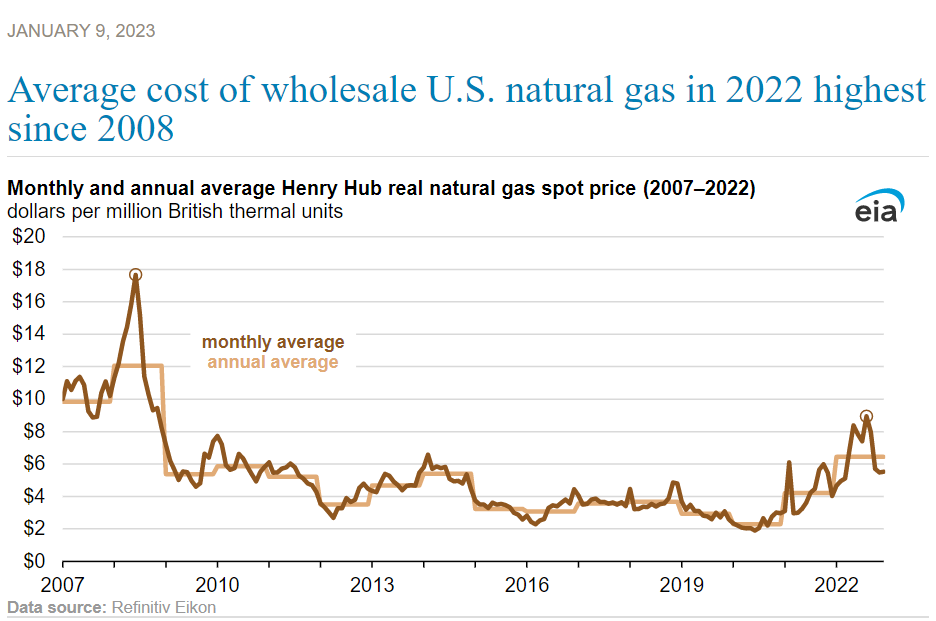 JANUARY 9, 2023
Average cost of wholesale U.S. natural gas in 2022 highest
since 2008
Monthly and annual average Henry Hub real natural gas spot price (2007–2022)
dollars per million British thermal units
eia
$20
$18
$16
$14
monthly average
annual average
$12
$10
$8
$6
$4
$2
$0
2007 2010 2013 2016 2019 2022
Data source: Refinitiv Eikon